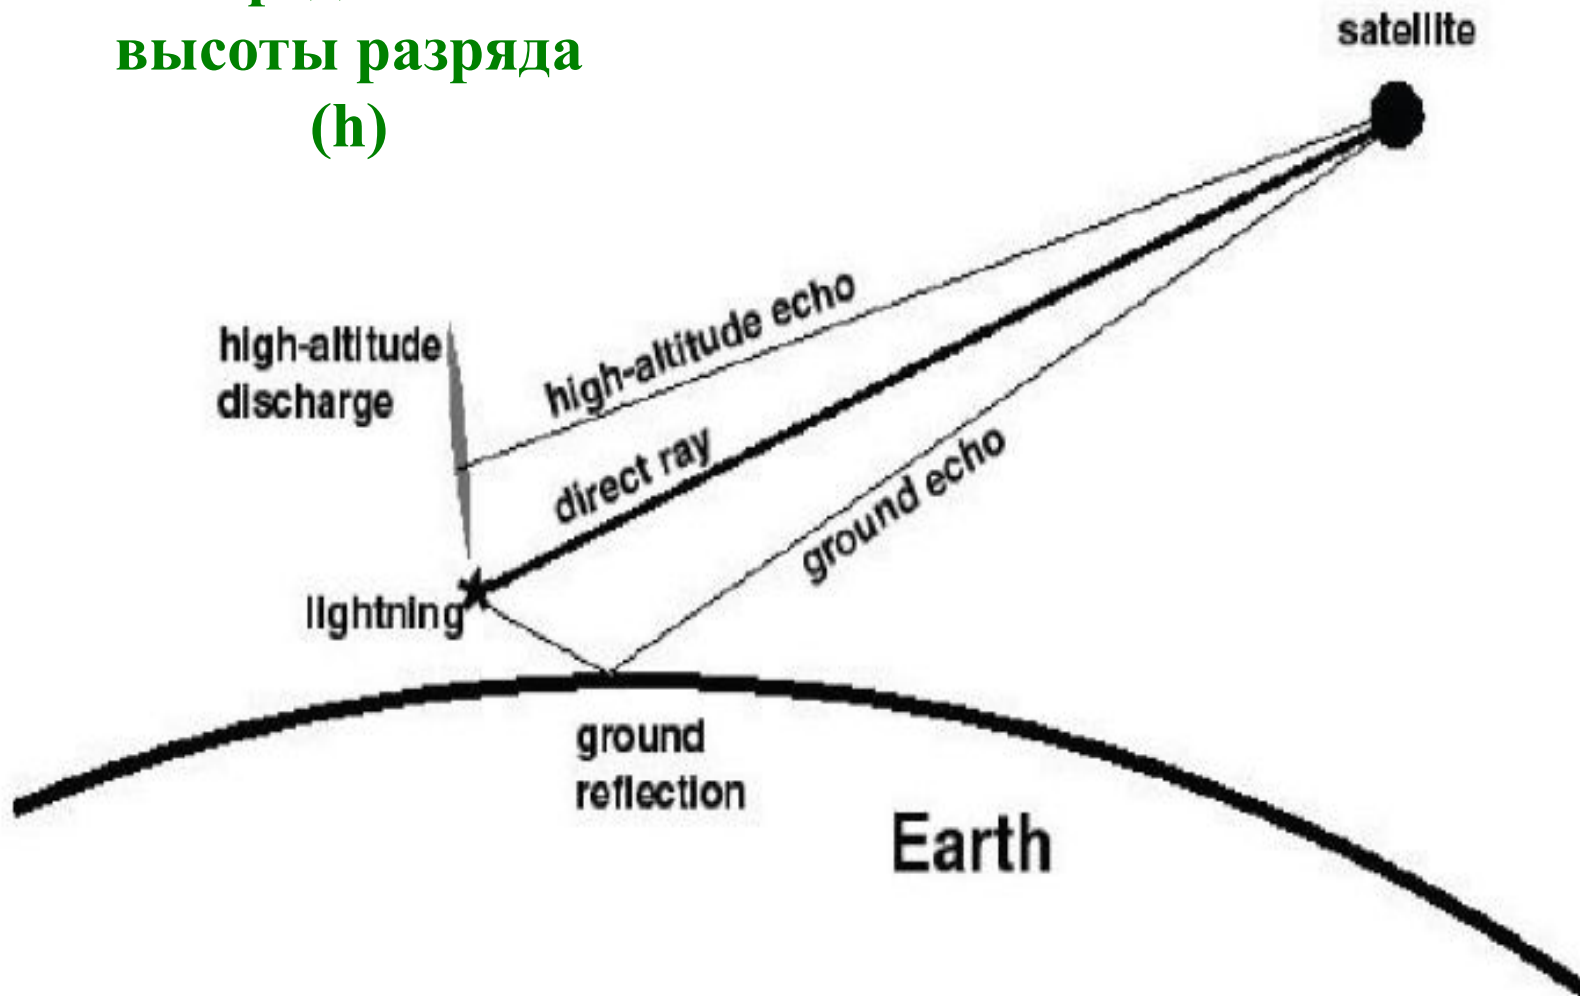 высоты разряда
(h)
satellite
high-altitude echo
high-altitude
discharge
direct ray
ground echo
lightning
ground
reflection
Earth